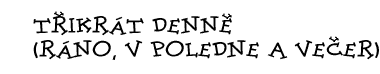 TŘIKRÁT DENNĚ
(RÁNO, V POLEDNE A VEČER)